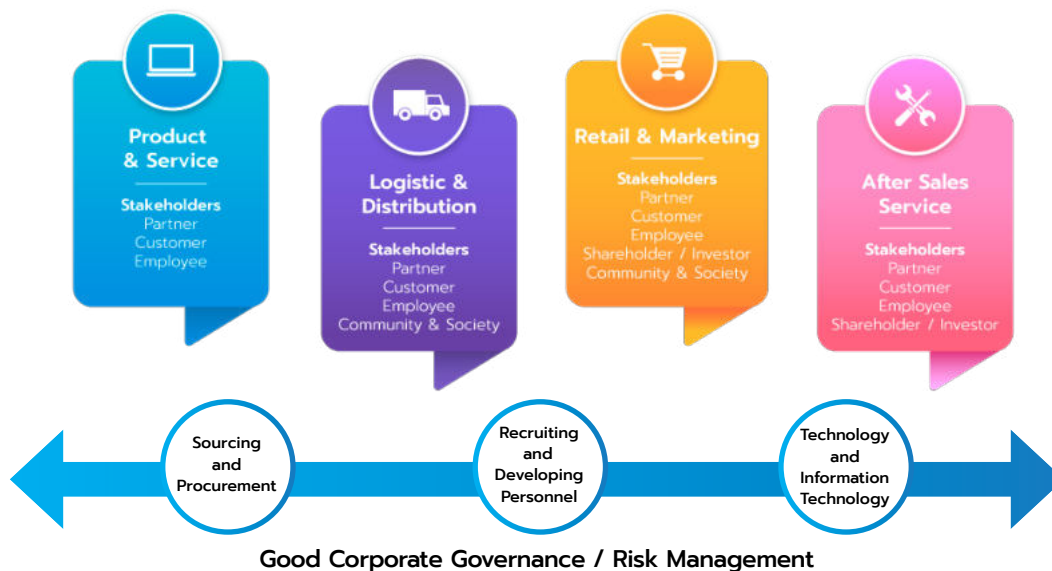 Product
& Service
Stakeholders
Partner
Customer
Employee
Logistic &
Distribution
Stakeholders
Partner
Customer
Employee
Community & Society
Retail & Marketing
Stakeholders
Partner
Customer
Employee
Shareholder / Investor
Community & Society
After Sales
Service
Stakeholders
Partner
Customer
Employee
Shareholder / Investor
Sourcing
and
Procurement
Recruiting
and
Developing
Personnel
Technology
and
Information
Technology
Good Corporate Governance / Risk Management